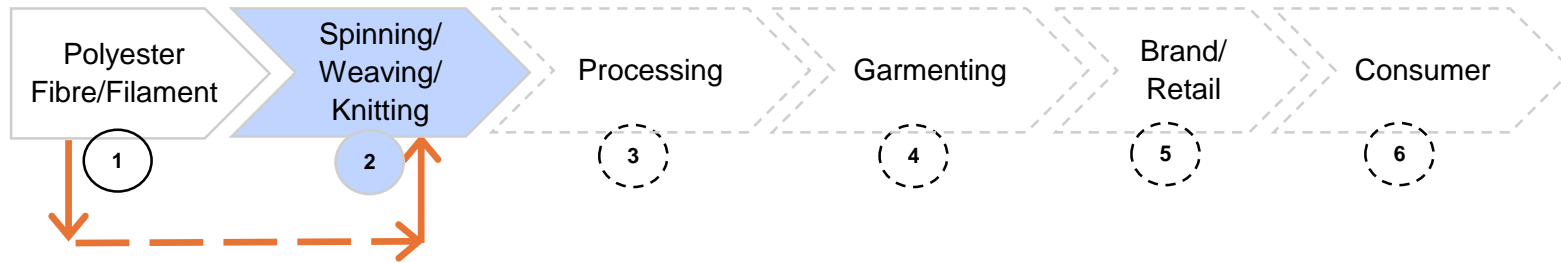 Polyester
Fibre/Filament
Spinning/
Weaving/
Knitting
Processing
Garmenting
Brand/
Retail
Consumer
1
2
3
4
5
6